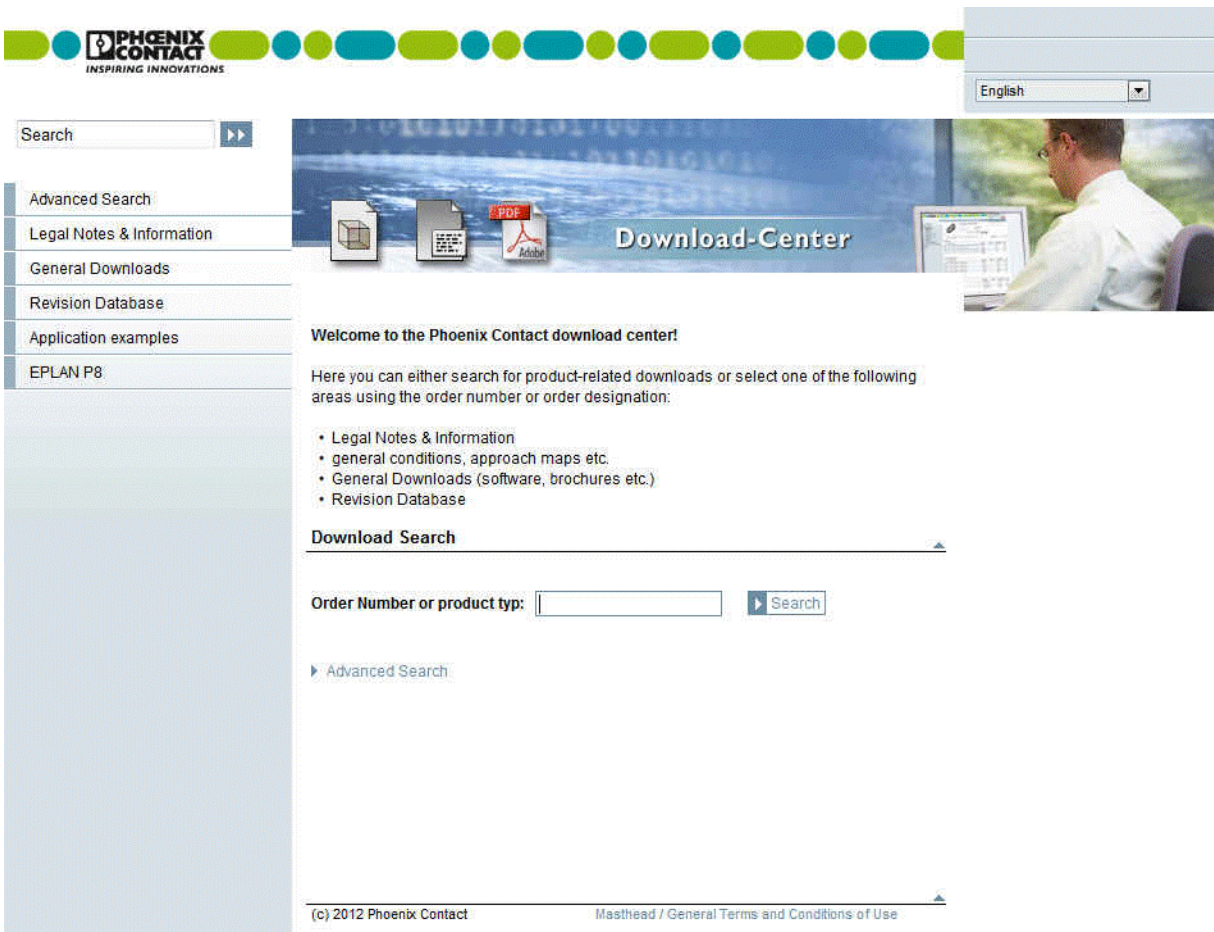 PHŒNIX
CONTACT
INSPIRING INNOVATIONS
English
Search
Advanced Search
Legal Notes & Information
General Downloads
Revision Database
Application examples
EPLAN P8
PDF
Adobe
Download-Center
Welcome to the Phoenix Contact download center!
Here you can either search for product-related downloads or select one of the following
areas using the order number or order designation:
• Legal Notes & Information
• general conditions, approach maps etc.
• General Downloads (software, brochures etc.)
• Revision Database
Download Search
Order Number or product typ:
Search
Advanced Search
(c) 2012 Phoenix Contact
Masthead / General Terms and Conditions of Use